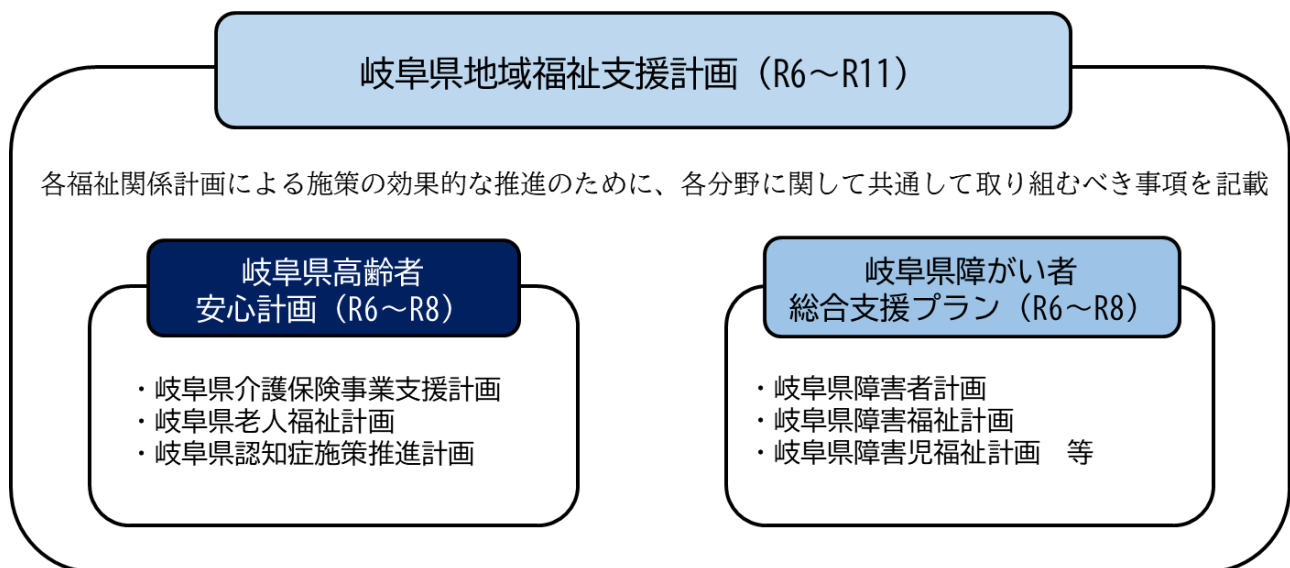 岐阜県地域福祉支援計画（R6～R11）
各福祉関係計画による施策の効果的な推進のために、各分野に関して共通して取り組むべき事項を記載
岐阜県高齢者
安心計画（R6～R8）
・岐阜県介護保険事業支援計画
・岐阜県老人福祉計画
・岐阜県認知症施策推進計画
岐阜県障がい者
総合支援プラン（R6～R8）
・岐阜県障害者計画
・岐阜県障害福祉計画
・岐阜県障害児福祉計画　等